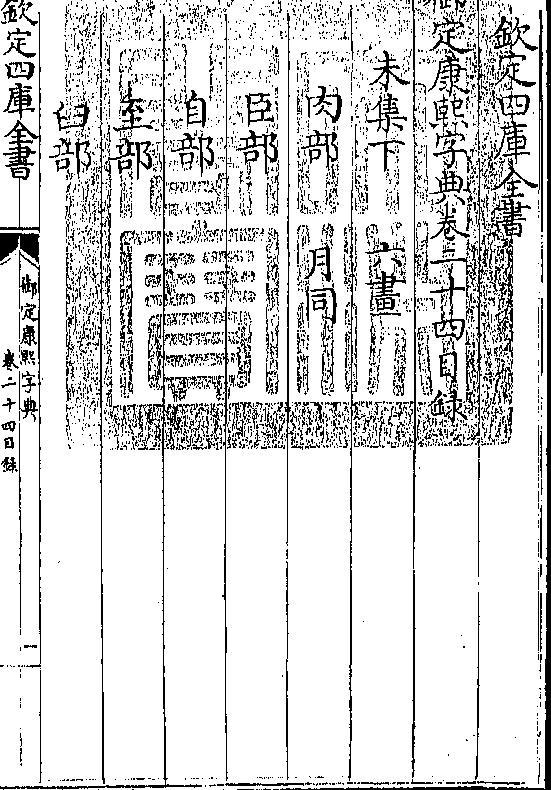 欽定四庫全書
御定康熙字典卷二十四目録
未集下　六畫
肉部　月同
臣部
自部
至部
臼部
欽定四庫全書
御定康熙字典
卷二十四目録
一